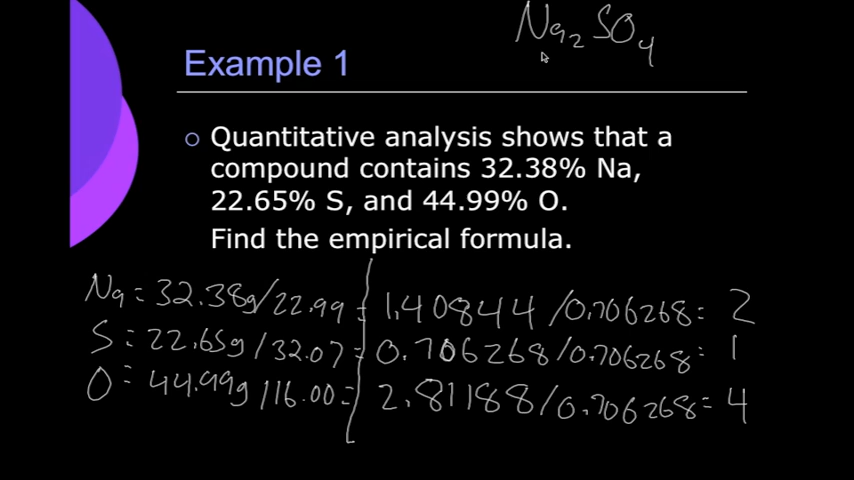 Na₂SO₄
Example 1
Quantitative analysis shows that a
compound contains 32.38% Na,
22.65% S, and 44.99% O.
Find the empirical formula.
Na = 32.38g/22.99 = 1.40844/0.706268 = 2
S = 22.65g/32.07 = 0.706268/0.706268 = 1
O = 44.99g/16.00 = 2.81188/0.706268 = 4